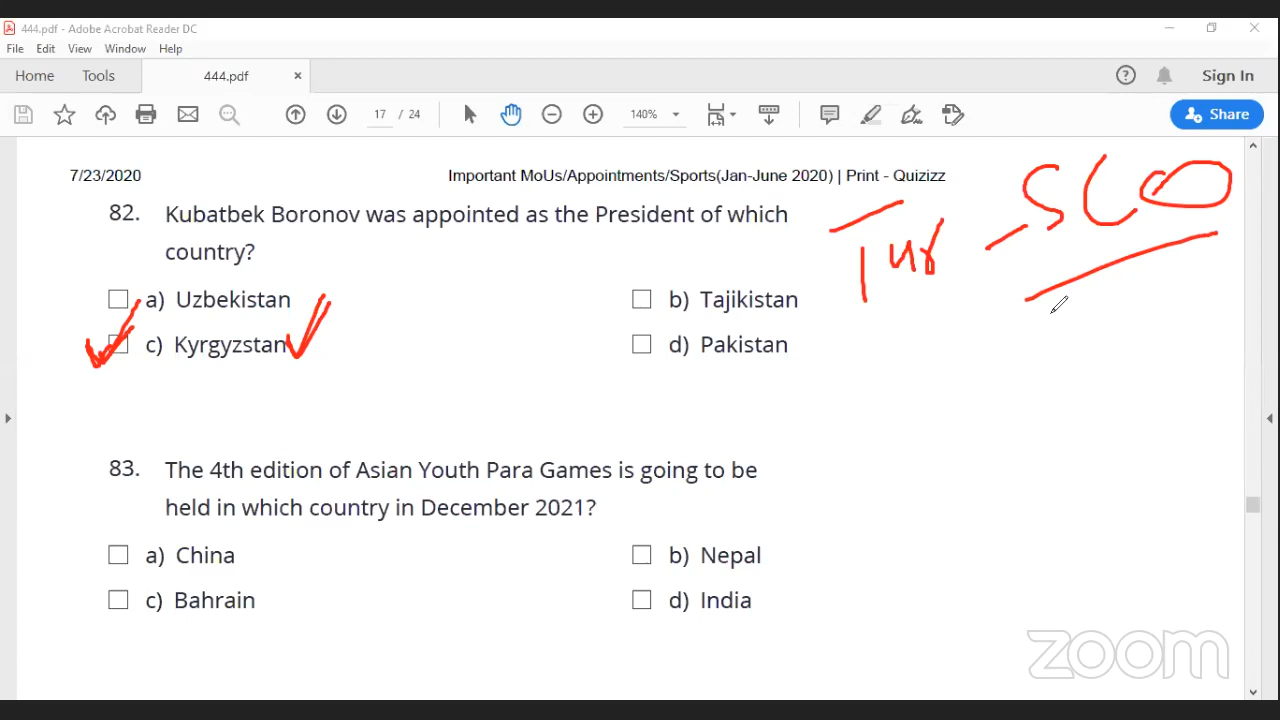 444.pdf - Adobe Acrobat Reader DC
File Edit View Window Help
Home Tools 444.pdf × Sign In
17 / 24 140% Share
7/23/2020 Important MoUs/Appointments/Sports(Jan-June 2020) | Print - Quizizz
82. Kubatbek Boronov was appointed as the President of which
country?
a) Uzbekistan b) Tajikistan
c) Kyrgyzstan d) Pakistan
Tur - SCO
83. The 4th edition of Asian Youth Para Games is going to be
held in which country in December 2021?
a) China b) Nepal
c) Bahrain d) India
zoom